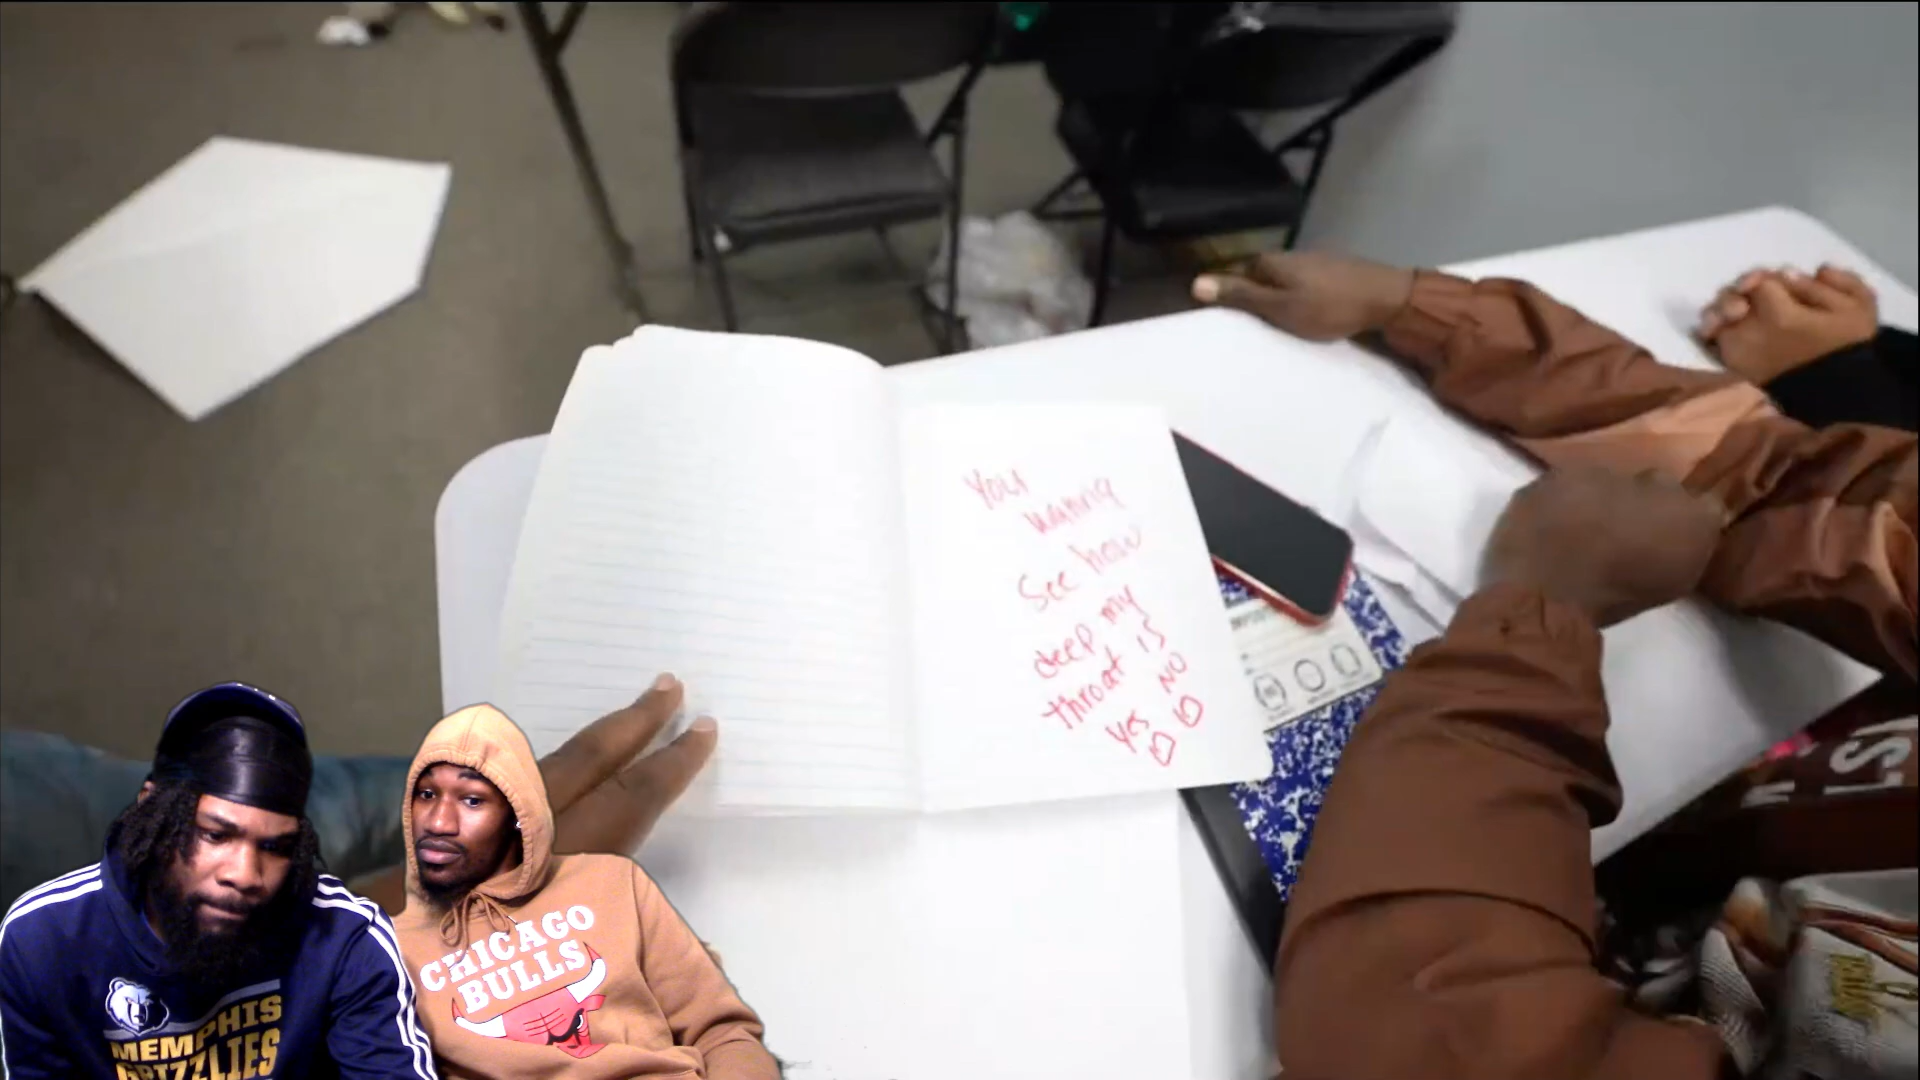 You
wanna
See how
deep my
throat is
Yes NO
CHICAGO
BULLS
MEMPHIS
GRIZZLIES